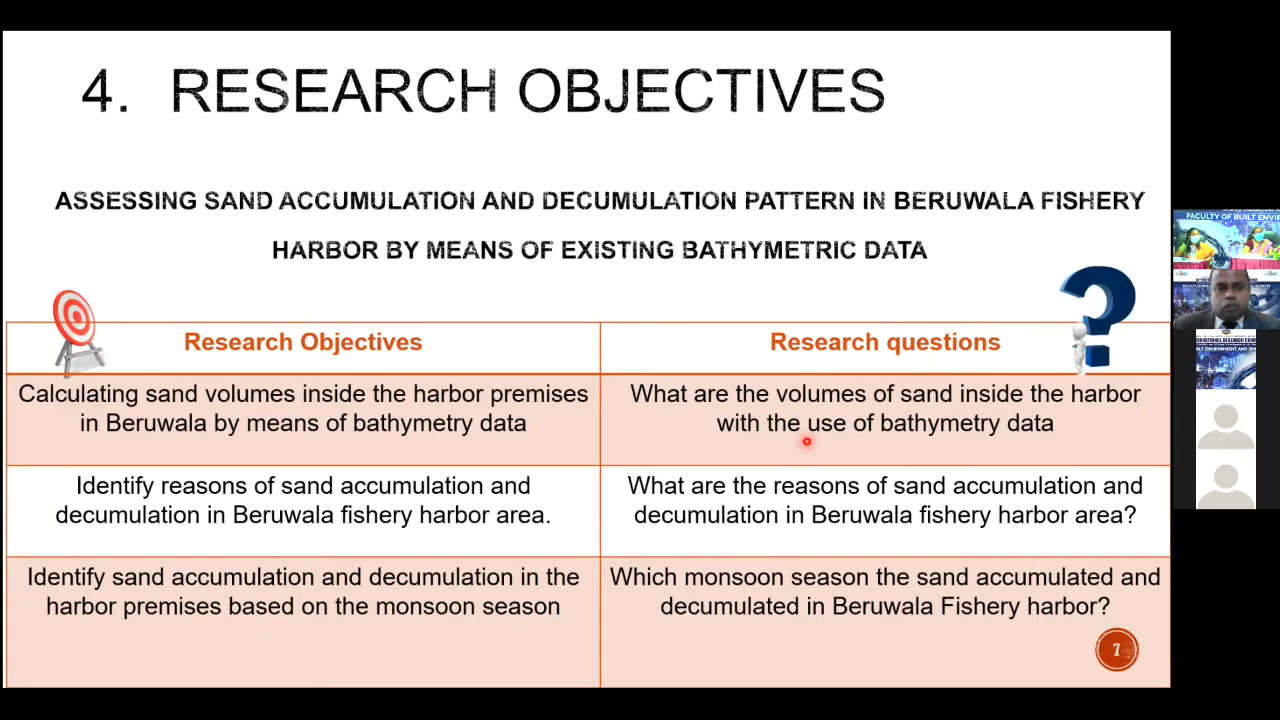 4. RESEARCH OBJECTIVES
ASSESSING SAND ACCUMULATION AND DECUMULATION PATTERN IN BERUWALA FISHERY
HARBOR BY MEANS OF EXISTING BATHYMETRIC DATA
Research Objectives
Research questions
Calculating sand volumes inside the harbor premises
in Beruwala by means of bathymetry data
What are the volumes of sand inside the harbor
with the use of bathymetry data
Identify reasons of sand accumulation and
decumulation in Beruwala fishery harbor area.
What are the reasons of sand accumulation and
decumulation in Beruwala fishery harbor area?
Identify sand accumulation and decumulation in the
harbor premises based on the monsoon season
Which monsoon season the sand accumulated and
decumulated in Beruwala Fishery harbor?
7
FACULTY OF BUILT ENVIR